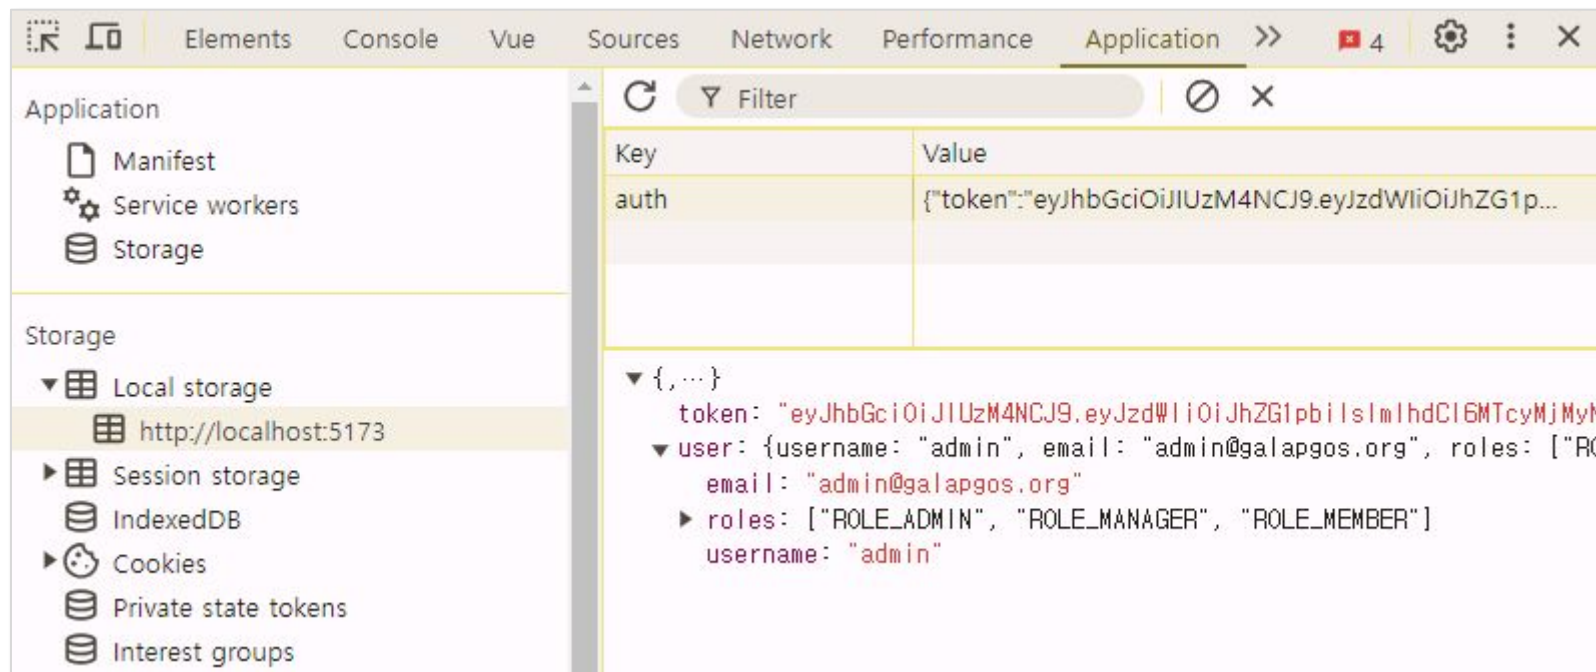 Elements Console Vue Sources Network Performance Application 4
Application
Manifest
Service workers
Storage
Storage
Local storage
http://localhost:5173
Session storage
IndexedDB
Cookies
Private state tokens
Interest groups
Filter
Key Value
auth {"token":"eyJhbGciOiJIUzM4NCJ9.eyJzdWIiOiJhZG1p...
{,…}
token: "eyJhbGciOiJIUzM4NCJ9.eyJzdWIiOiJhZG1pbiIsImlhdCI6MTcyMjMyN
user: {username: "admin", email: "admin@galapgos.org", roles: ["RO
email: "admin@galapgos.org"
roles: ["ROLE_ADMIN", "ROLE_MANAGER", "ROLE_MEMBER"]
username: "admin"